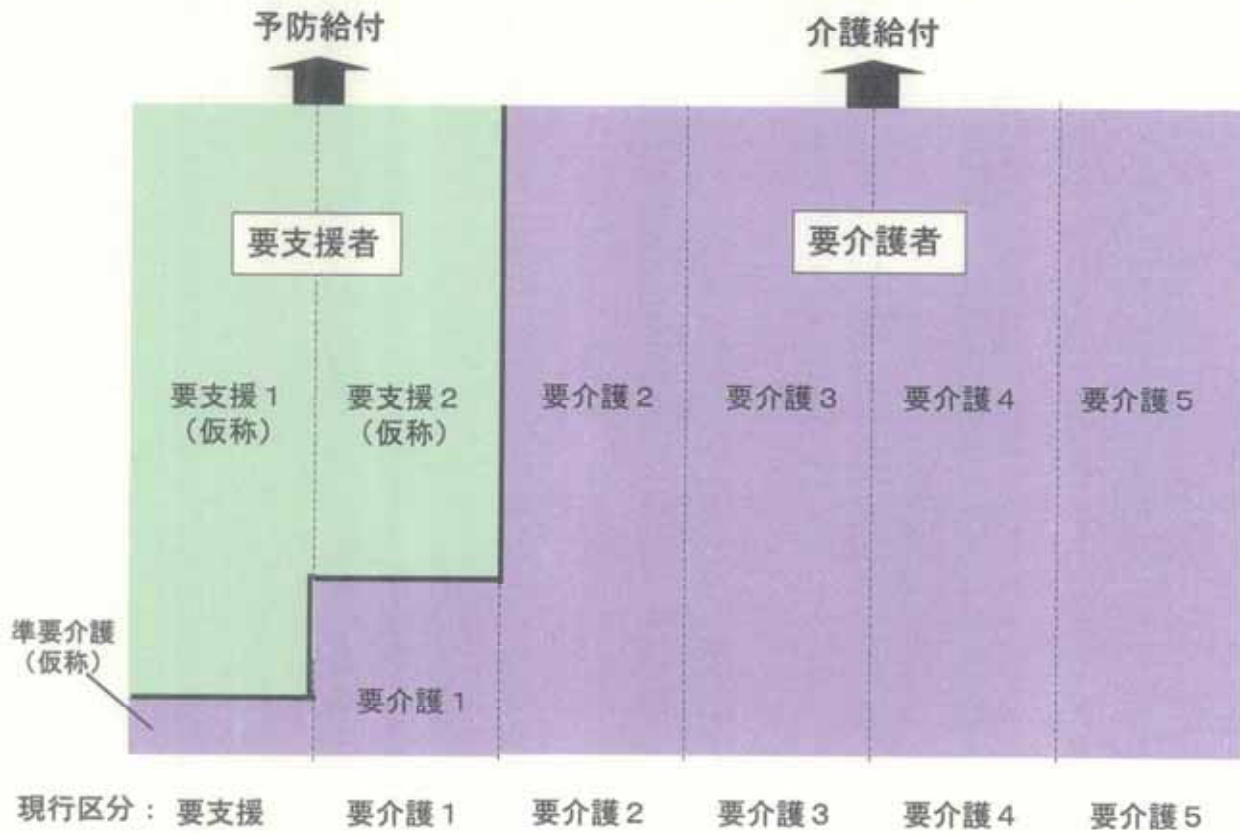 予防給付
介護給付
要支援者
要介護者
要支援1
(仮称)
要支援2
(仮称)
要介護2
要介護3
要介護4
要介護5
準要介護
(仮称)
要介護1
現行区分: 要支援 要介護1 要介護2 要介護3 要介護4 要介護5